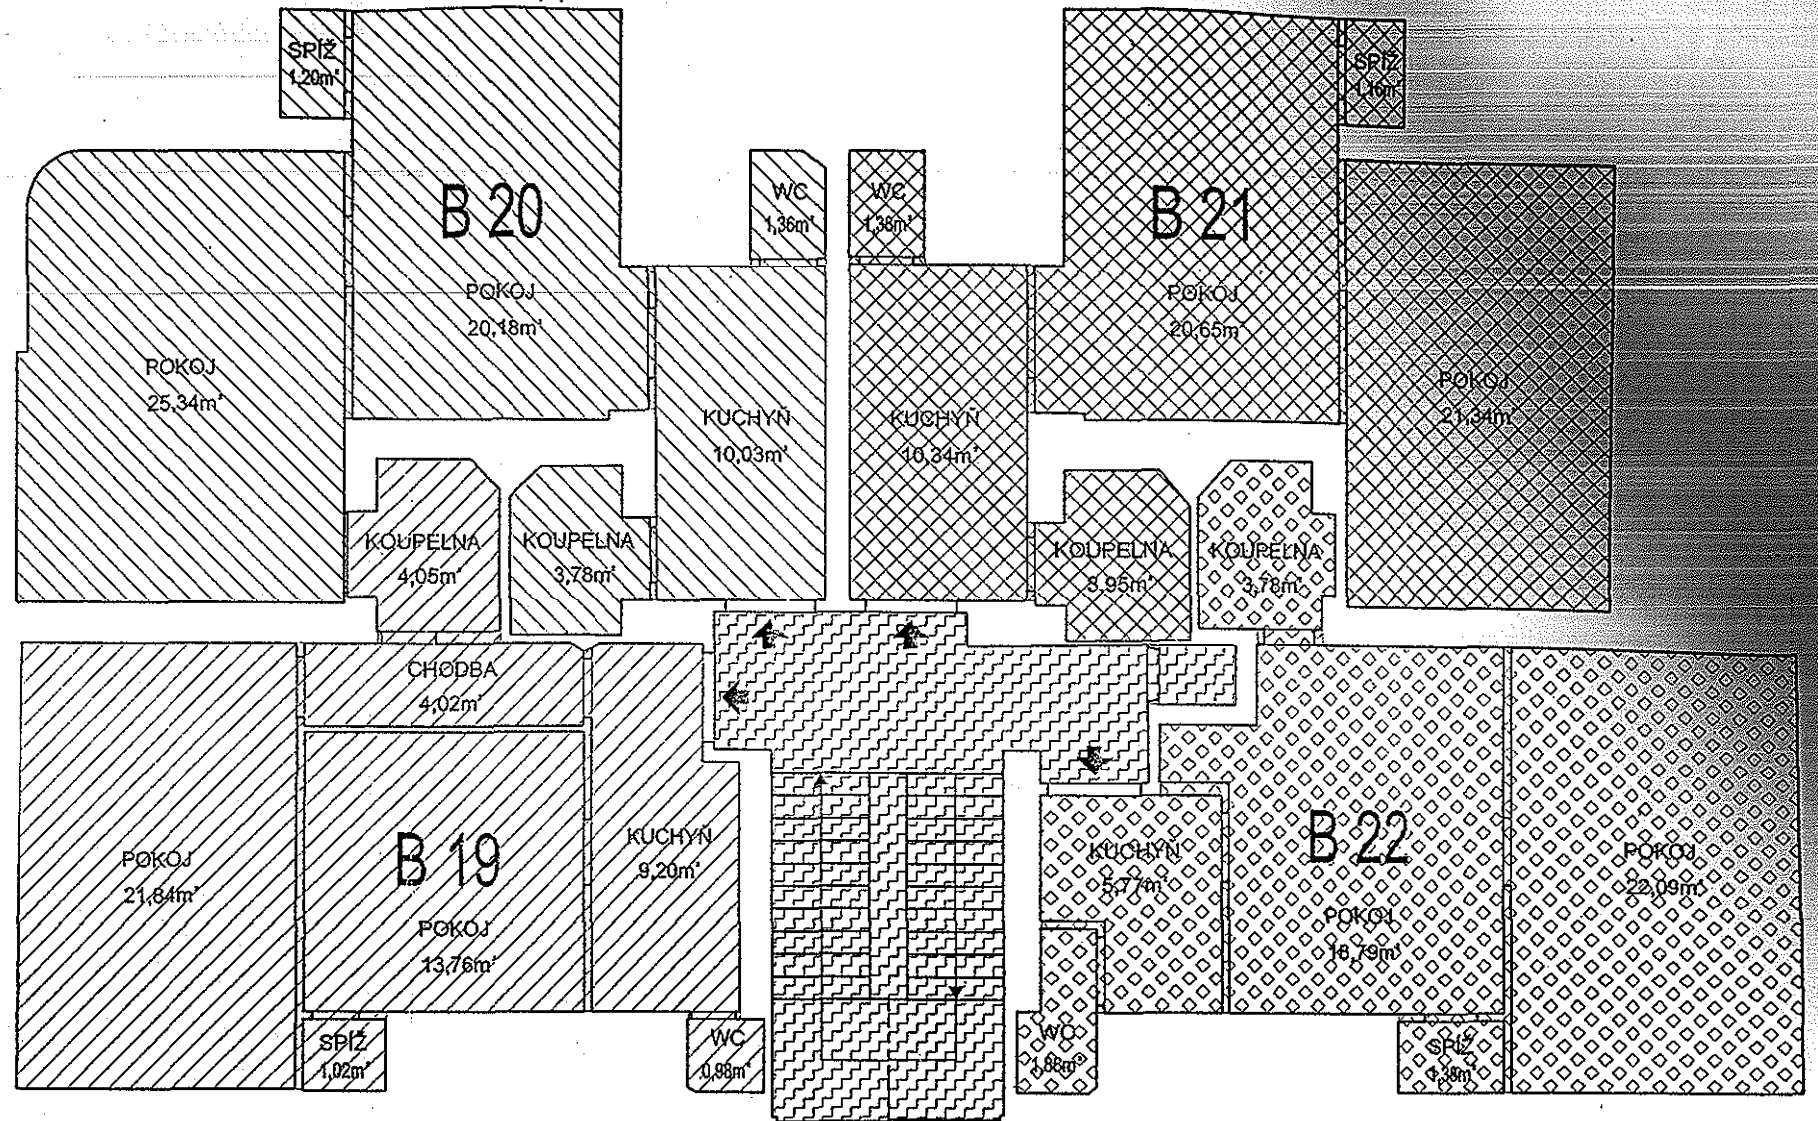 SPÍŽ
1,20m²
B 20
POKOJ
20,18m²
POKOJ
25,34m²
WC
1,36m²
KUCHYŇ
10,03m²
KOUPELNA
3,78m²
B 21
POKOJ
20,65m²
SPÍŽ
1,16m²
POKOJ
21,34m²
WC
1,38m²
KUCHYŇ
10,34m²
KOUPELNA
3,95m²
KOUPELNA
4,05m²
CHODBA
4,02m²
B 19
POKOJ
13,76m²
POKOJ
21,84m²
KUCHYŇ
9,20m²
SPÍŽ
1,02m²
WC
0,98m²
KOUPELNA
3,78m²
B 22
POKOJ
POKOJ
22,09m²
KUCHYŇ
5,77m²
WC
1,88m²
SPÍŽ
1,38m²